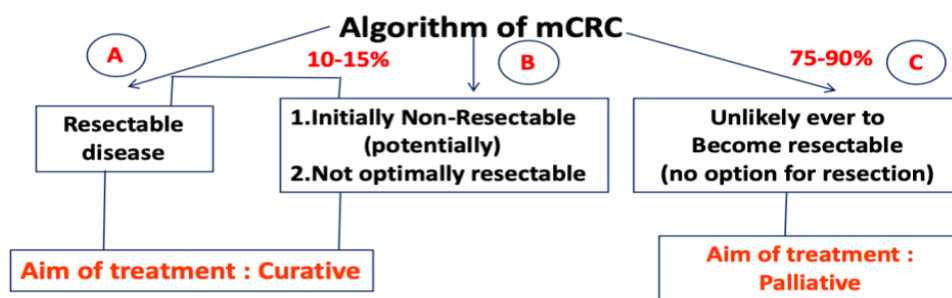 Algorithm of mCRC
A
10-15%
B
75-90%
C
Resectable
disease
1.Initially Non-Resectable
(potentially)
2.Not optimally resectable
Unlikely ever to
Become resectable
(no option for resection)
Aim of treatment : Curative
Aim of treatment :
Palliative